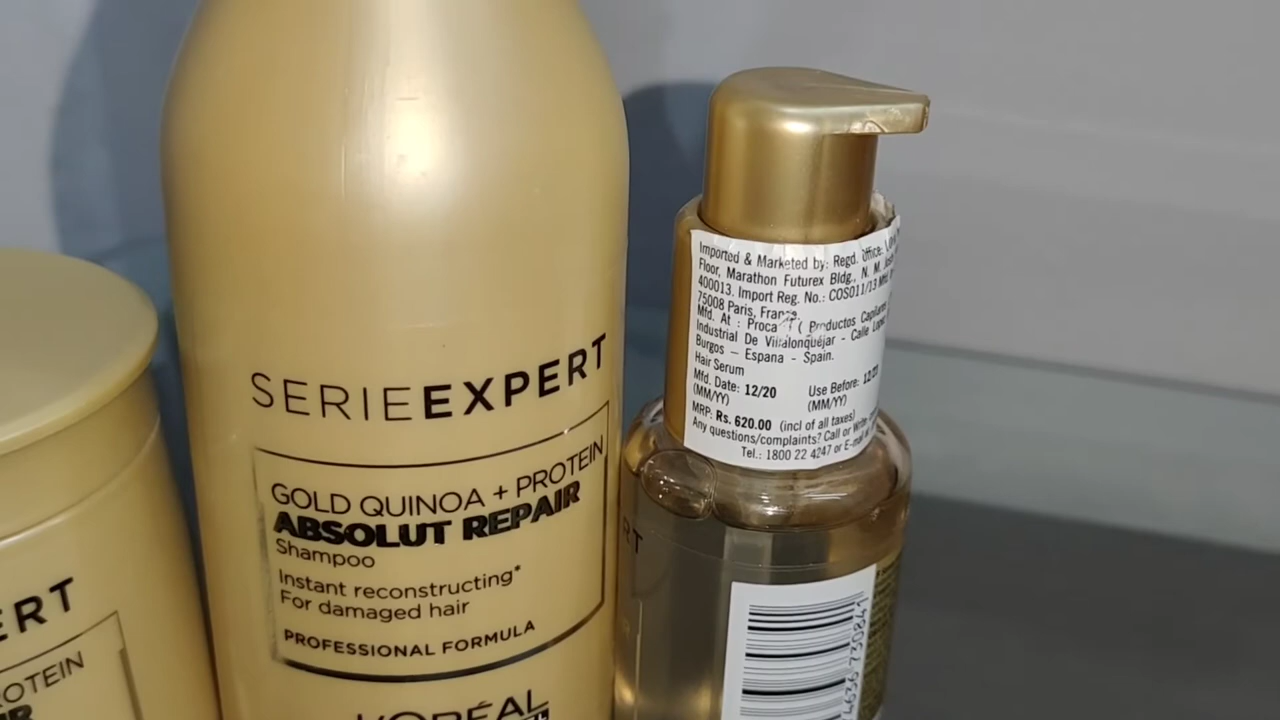 SERIEEXPERT
GOLD QUINOA + PROTEIN
ABSOLUT REPAIR
Shampoo
Instant reconstructing*
For damaged hair
PROFESSIONAL FORMULA
L'ORÉAL
ERT
PROTEIN
Imported & Marketed by: Regd. Office:
Floor, Marathon Futurex Bldg., N. M.
400013. Import Reg. No.: COS011/13
75008 Paris, France.
Mfd. At : ( Productos
Industrial De Villalonquejar - Calle
Burgos – Espana - Spain.
Hair Serum
Mfd. Date: 12/20 Use Before:
(MM/YY) (MM/YY)
MRP: Rs. 620.00 (incl of all taxes)
Any questions/complaints? Call or Write
Tel.: 1800 22 4247 or E-mail
RT